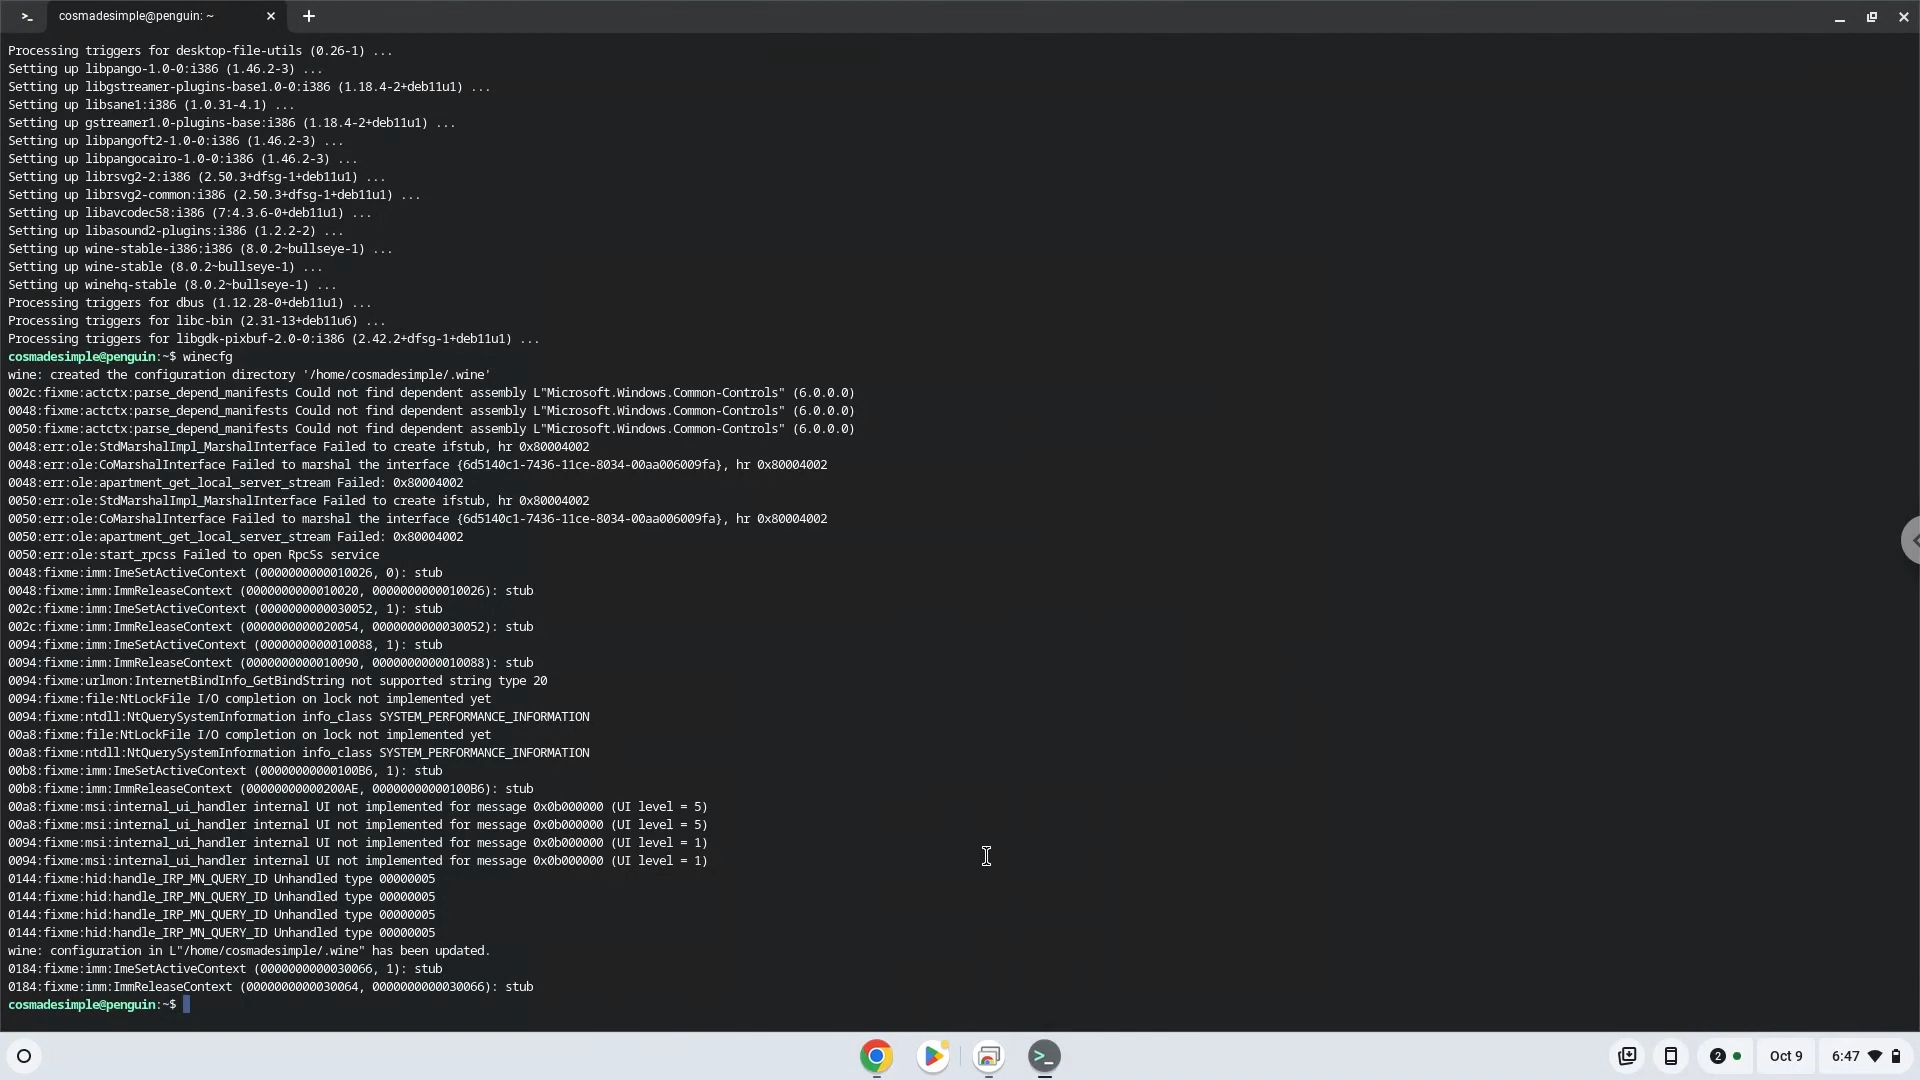 cosmadesimple@penguin: ~
Processing triggers for desktop-file-utils (0.26-1) ...
Setting up libpango-1.0-0:i386 (1.46.2-3) ...
Setting up libgstreamer-plugins-base1.0-0:i386 (1.18.4-2+deb11u1) ...
Setting up libsane1:i386 (1.0.31-4.1) ...
Setting up gstreamer1.0-plugins-base:i386 (1.18.4-2+deb11u1) ...
Setting up libpangoft2-1.0-0:i386 (1.46.2-3) ...
Setting up libpangocairo-1.0-0:i386 (1.46.2-3) ...
Setting up librsvg2-2:i386 (2.50.3+dfsg-1+deb11u1) ...
Setting up librsvg2-common:i386 (2.50.3+dfsg-1+deb11u1) ...
Setting up libavcodec58:i386 (7:4.3.6-0+deb11u1) ...
Setting up libasound2-plugins:i386 (1.2.2-2) ...
Setting up wine-stable-i386:i386 (8.0.2~bullseye-1) ...
Setting up wine-stable (8.0.2~bullseye-1) ...
Setting up winehq-stable (8.0.2~bullseye-1) ...
Processing triggers for dbus (1.12.28-0+deb11u1) ...
Processing triggers for libc-bin (2.31-13+deb11u6) ...
Processing triggers for libgdk-pixbuf-2.0-0:i386 (2.42.2+dfsg-1+deb11u1) ...
cosmadesimple@penguin:~$ winecfg
wine: created the configuration directory '/home/cosmadesimple/.wine'
002c:fixme:actctx:parse_depend_manifests Could not find dependent assembly L"Microsoft.Windows.Common-Controls" (6.0.0.0)
0048:fixme:actctx:parse_depend_manifests Could not find dependent assembly L"Microsoft.Windows.Common-Controls" (6.0.0.0)
0050:fixme:actctx:parse_depend_manifests Could not find dependent assembly L"Microsoft.Windows.Common-Controls" (6.0.0.0)
0048:err:ole:StdMarshalImpl_MarshalInterface Failed to create ifstub, hr 0x80004002
0048:err:ole:CoMarshalInterface Failed to marshal the interface {6d5140c1-7436-11ce-8034-00aa006009fa}, hr 0x80004002
0048:err:ole:apartment_get_local_server_stream Failed: 0x80004002
0050:err:ole:StdMarshalImpl_MarshalInterface Failed to create ifstub, hr 0x80004002
0050:err:ole:CoMarshalInterface Failed to marshal the interface {6d5140c1-7436-11ce-8034-00aa006009fa}, hr 0x80004002
0050:err:ole:apartment_get_local_server_stream Failed: 0x80004002
0050:err:ole:start_rpcss Failed to open RpcSs service
0048:fixme:imm:ImeSetActiveContext (0000000000010026, 0): stub
0048:fixme:imm:ImmReleaseContext (0000000000010020, 0000000000010026): stub
002c:fixme:imm:ImeSetActiveContext (0000000000030052, 1): stub
002c:fixme:imm:ImmReleaseContext (0000000000020054, 0000000000030052): stub
0094:fixme:imm:ImeSetActiveContext (0000000000010088, 1): stub
0094:fixme:imm:ImmReleaseContext (0000000000010090, 0000000000010088): stub
0094:fixme:urlmon:InternetBindInfo_GetBindString not supported string type 20
0094:fixme:file:NtLockFile I/O completion on lock not implemented yet
0094:fixme:ntdll:NtQuerySystemInformation info_class SYSTEM_PERFORMANCE_INFORMATION
00a8:fixme:file:NtLockFile I/O completion on lock not implemented yet
00a8:fixme:ntdll:NtQuerySystemInformation info_class SYSTEM_PERFORMANCE_INFORMATION
00b8:fixme:imm:ImeSetActiveContext (00000000000100B6, 1): stub
00b8:fixme:imm:ImmReleaseContext (00000000000200AE, 00000000000100B6): stub
00a8:fixme:msi:internal_ui_handler internal UI not implemented for message 0x0b000000 (UI level = 5)
00a8:fixme:msi:internal_ui_handler internal UI not implemented for message 0x0b000000 (UI level = 5)
0094:fixme:msi:internal_ui_handler internal UI not implemented for message 0x0b000000 (UI level = 1)
0094:fixme:msi:internal_ui_handler internal UI not implemented for message 0x0b000000 (UI level = 1)
0144:fixme:hid:handle_IRP_MN_QUERY_ID Unhandled type 00000005
0144:fixme:hid:handle_IRP_MN_QUERY_ID Unhandled type 00000005
0144:fixme:hid:handle_IRP_MN_QUERY_ID Unhandled type 00000005
0144:fixme:hid:handle_IRP_MN_QUERY_ID Unhandled type 00000005
wine: configuration in L"/home/cosmadesimple/.wine" has been updated.
0184:fixme:imm:ImeSetActiveContext (0000000000030066, 1): stub
0184:fixme:imm:ImmReleaseContext (0000000000030064, 0000000000030066): stub
cosmadesimple@penguin:~$
2 Oct 9 6:47